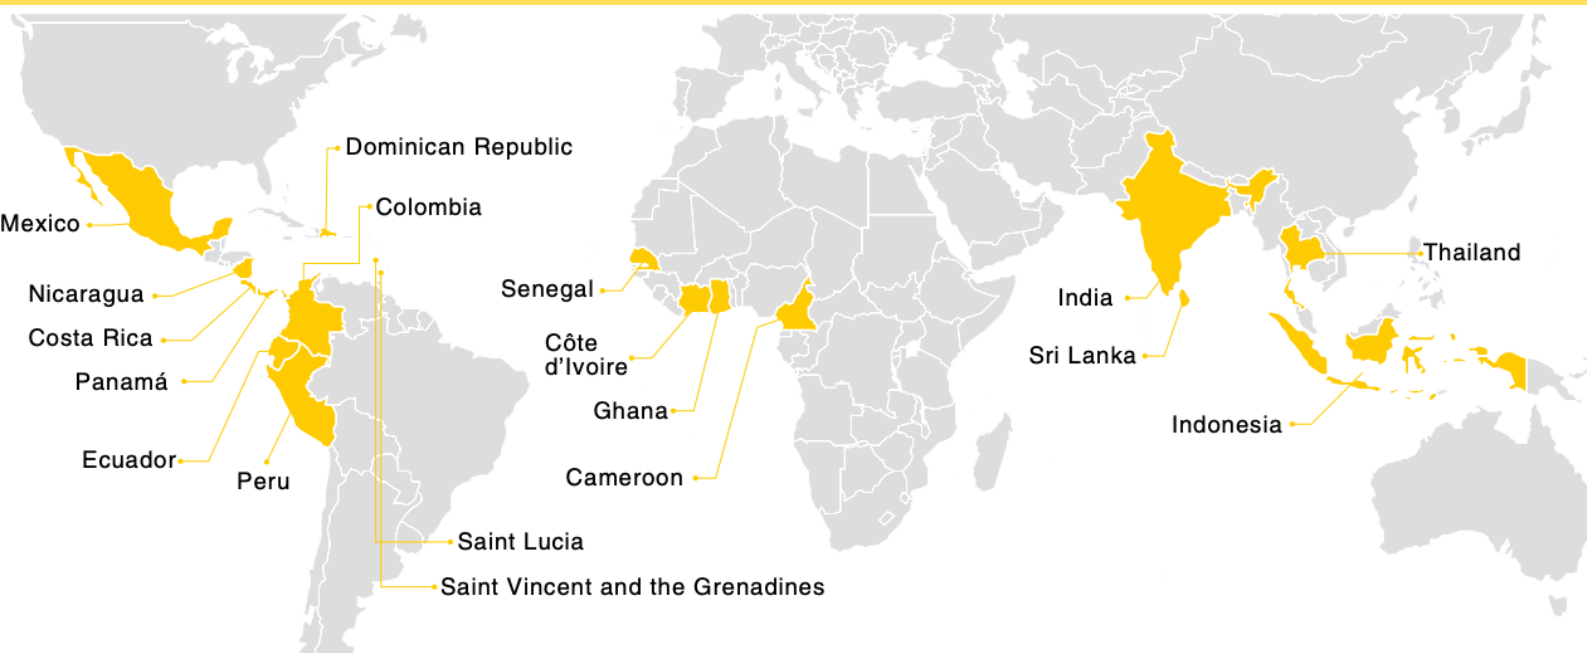 Dominican Republic
Colombia
Mexico
Nicaragua
Costa Rica
Panamá
Ecuador
Peru
Saint Lucia
Saint Vincent and the Grenadines
Senegal
Côte
d’Ivoire
Ghana
Cameroon
India
Sri Lanka
Thailand
Indonesia